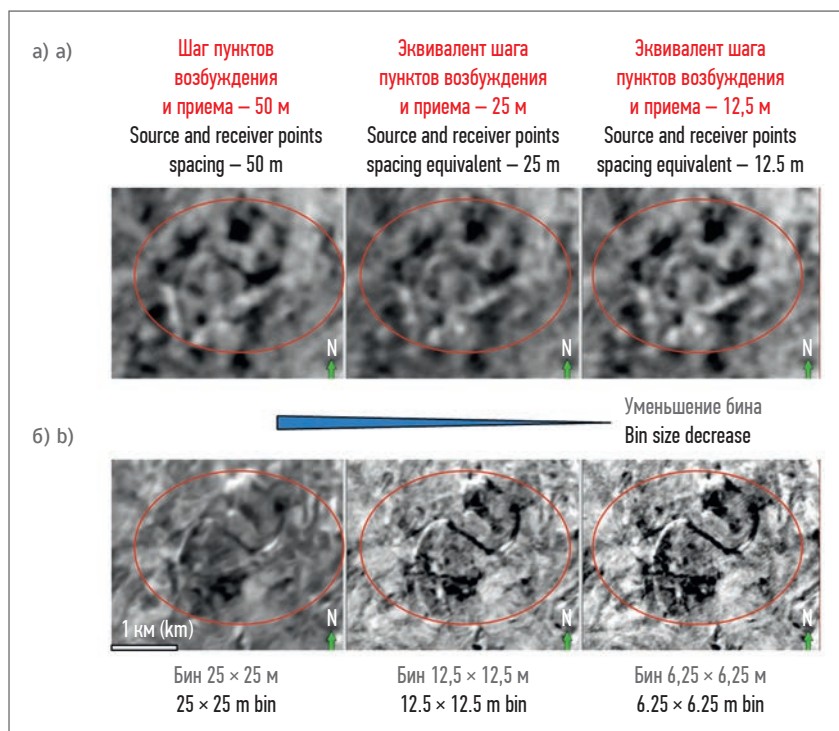 а) a)
Шаг пунктов
возбуждения
и приема – 50 м
Source and receiver points
spacing – 50 m
Эквивалент шага
пунктов возбуждения
и приема – 25 м
Source and receiver points
spacing equivalent – 25 m
Эквивалент шага
пунктов возбуждения
и приема – 12,5 м
Source and receiver points
spacing equivalent – 12.5 m
N
N
N
Уменьшение бина
Bin size decrease
б) b)
1 км (km)
N
N
N
Бин 25 × 25 м
25 × 25 m bin
Бин 12,5 × 12,5 м
12.5 × 12.5 m bin
Бин 6,25 × 6,25 м
6.25 × 6.25 m bin